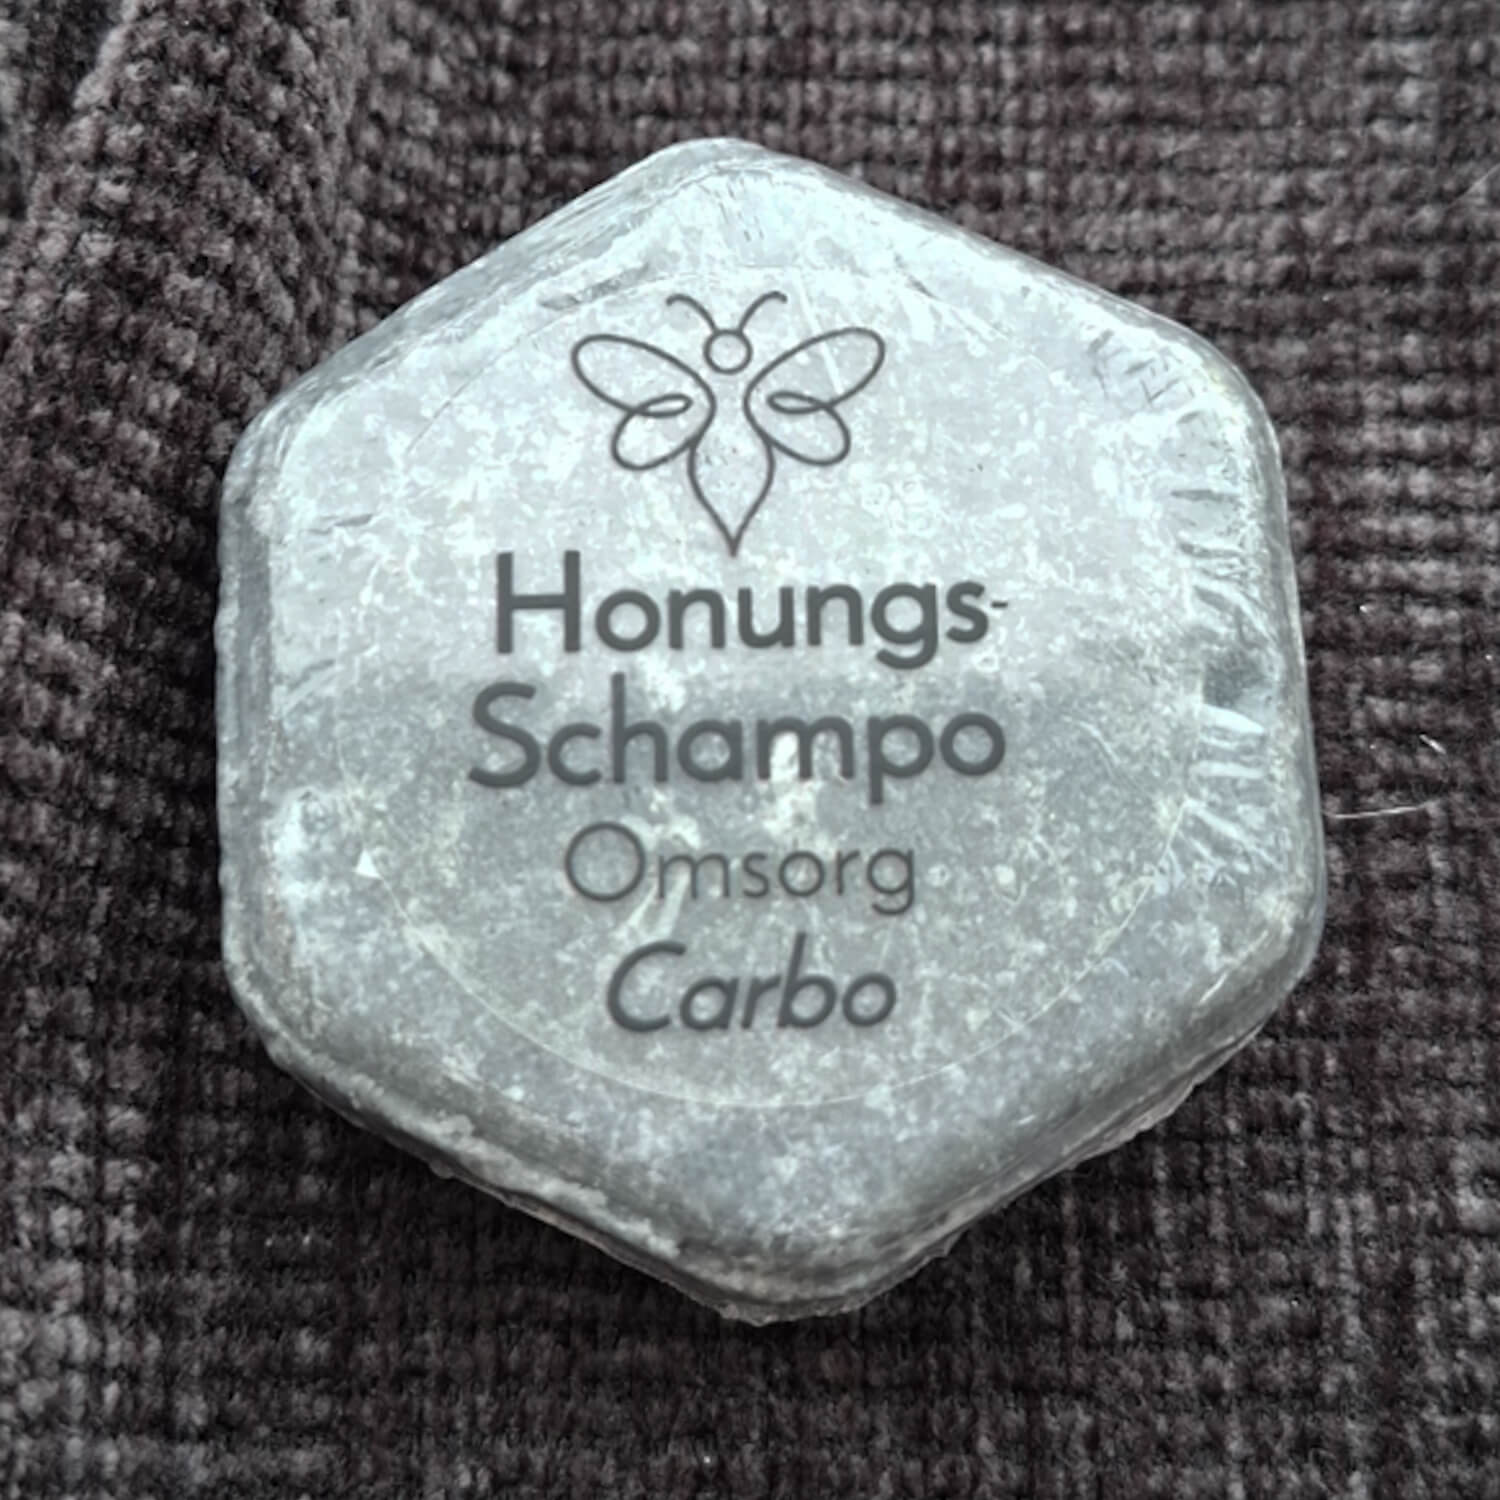 Honungs-
Schampo
Omsorg
Carbo